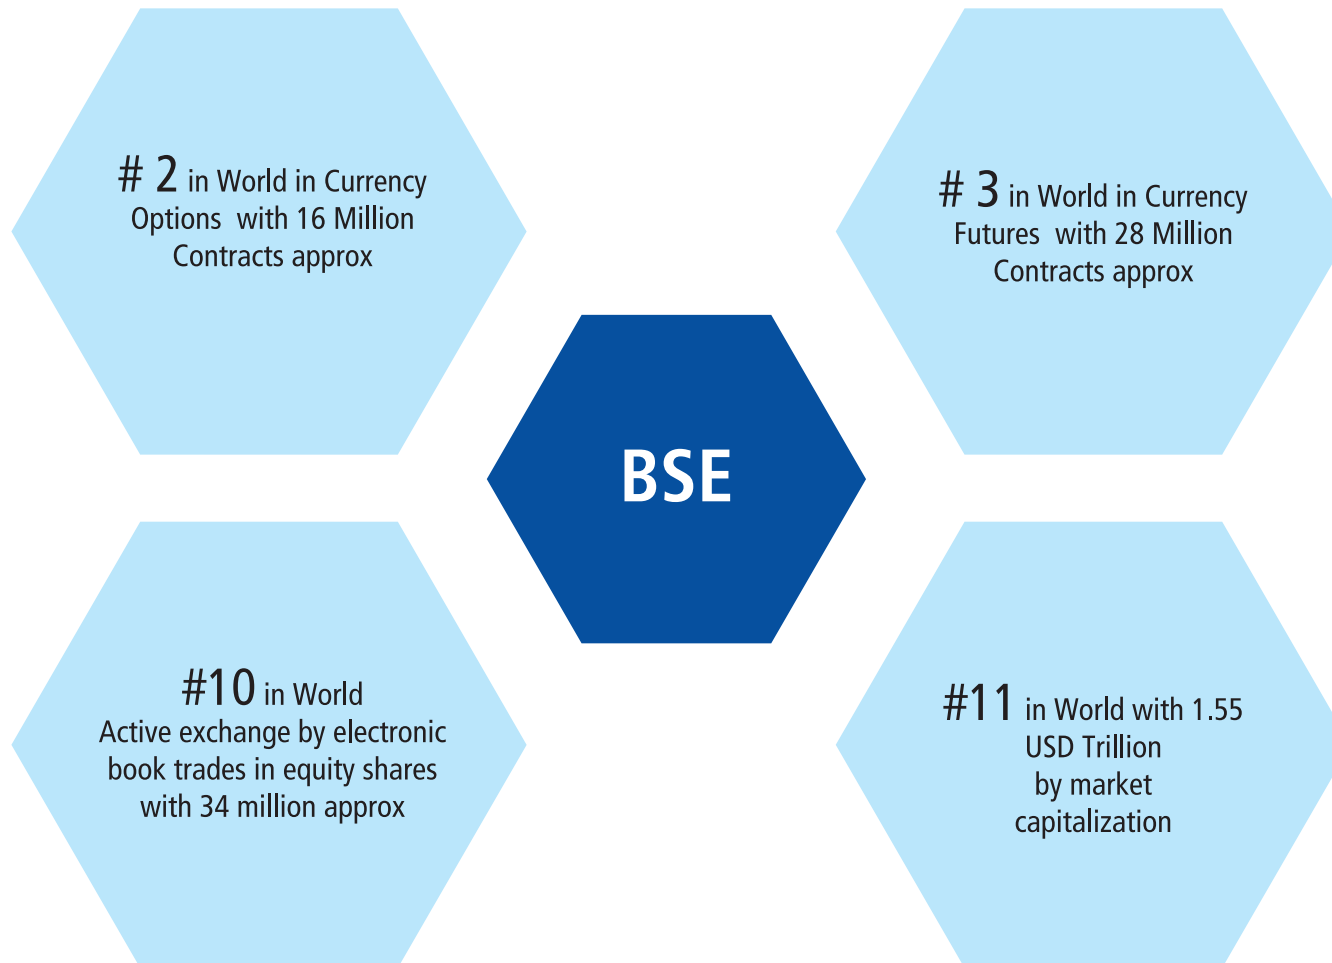 # 2 in World in Currency
Options with 16 Million
Contracts approx
# 3 in World in Currency
Futures with 28 Million
Contracts approx
BSE
#10 in World
Active exchange by electronic
book trades in equity shares
with 34 million approx
#11 in World with 1.55
USD Trillion
by market
capitalization